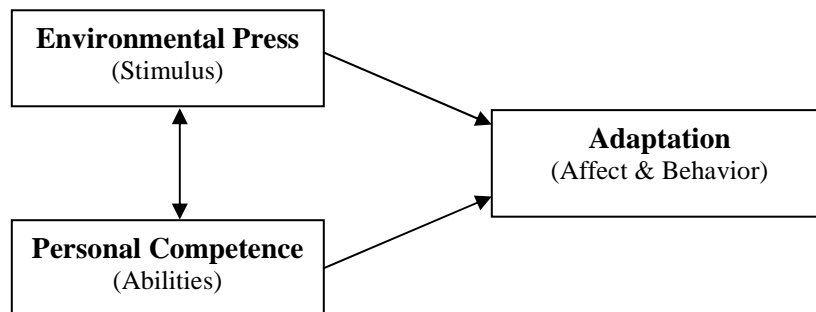 Environmental Press
(Stimulus)
Adaptation
(Affect & Behavior)
Personal Competence
(Abilities)